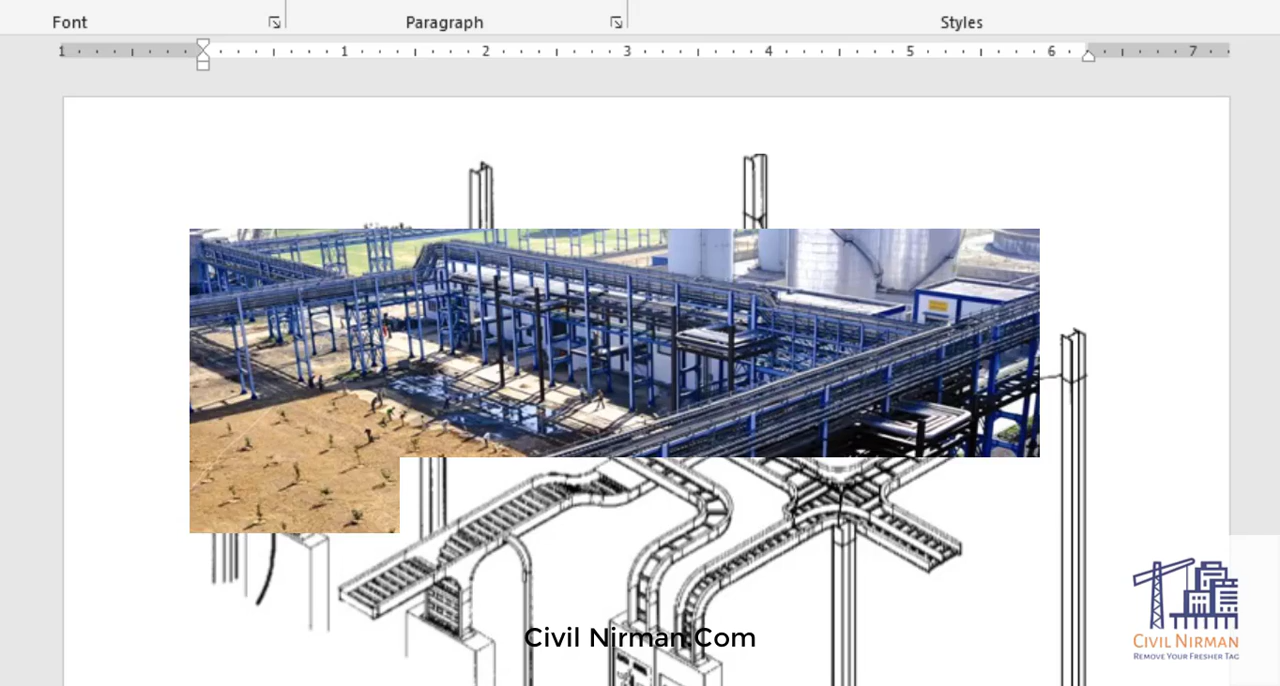 Font
Paragraph
Styles
1 1 2 3 4 5 6 7
Civil Nirman.Com
CIVIL NIRMAN
REMOVE YOUR FRESHER TAG